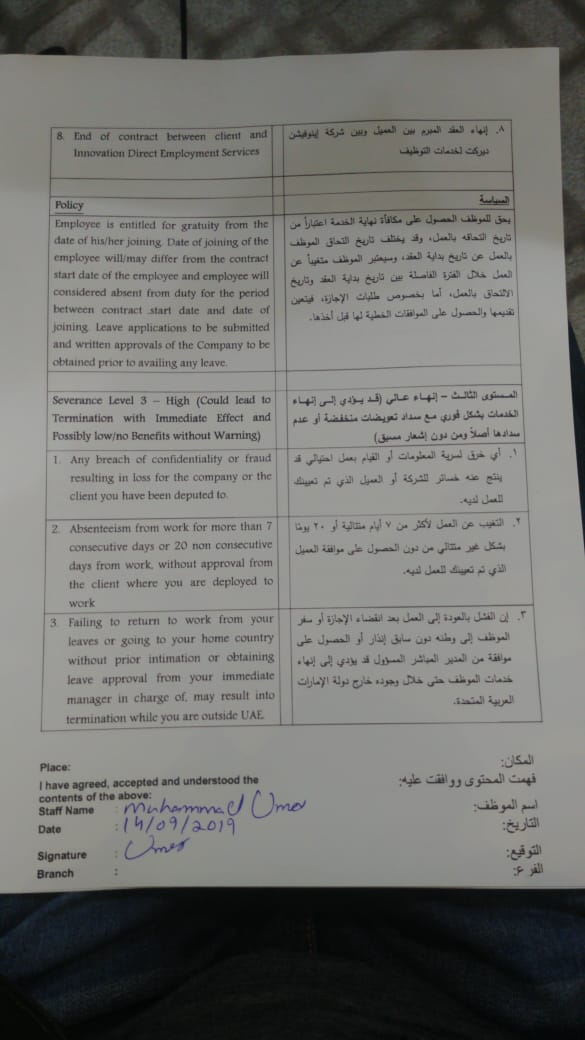 8. End of contract between client and
Innovation Direct Employment Services
٨. إنهاء العقد المبرم بين العميل وبين شركة إينوفيشن
ديركت لخدمات التوظيف
Policy
Employee is entitled for gratuity from the
date of his/her joining. Date of joining of the
employee will/may differ from the contract
start date of the employee and employee will
considered absent from duty for the period
between contract start date and date of
joining. Leave applications to be submitted
and written approvals of the Company to be
obtained prior to availing any leave.
السياسة
يحق للموظف الحصول على مكافأة نهاية الخدمة اعتباراً من
تاريخ التحاقه بالعمل، وقد يختلف تاريخ التحاق الموظف
بالعمل عن تاريخ بداية العقد، وسيعتبر الموظف متغيباً عن
العمل خلال الفترة الفاصلة بين تاريخ بداية العقد وتاريخ
الالتحاق بالعمل، أما بخصوص طلبات الإجازة، فيتعين
تقديمها والحصول على الموافقات الخطية لها قبل أخذها.
Severance Level 3 – High (Could lead to
Termination with Immediate Effect and
Possibly low/no Benefits without Warning)
المستوى الثالث – إنهاء عالي (قد يؤدي إلى إنهاء
الخدمات بشكل فوري مع سداد تعويضات منخفضة أو عدم
سدادها أصلاً ومن دون إشعار مسبق)
1. Any breach of confidentiality or fraud
resulting in loss for the company or the
client you have been deputed to.
١. أي خرق لسرية المعلومات أو القيام بعمل احتيالي قد
ينتج عنه خسائر للشركة أو العميل الذي تم تعيينك
للعمل لديه.
2. Absenteeism from work for more than 7
consecutive days or 20 non consecutive
days from work, without approval from
the client where you are deployed to
work
٢. التغيب عن العمل لأكثر من ٧ أيام متتالية أو ٢٠ يومًا
بشكل غير متتالي من دون الحصول على موافقة العميل
الذي تم تعيينك للعمل لديه.
3. Failing to return to work from your
leaves or going to your home country
without prior intimation or obtaining
leave approval from your immediate
manager in charge of, may result into
termination while you are outside UAE
٣. إن الفشل بالعودة إلى العمل بعد انقضاء الإجازة أو سفر
الموظف إلى وطنه دون سابق إنذار أو الحصول على
موافقة من المدير المباشر المسؤول قد يؤدي إلى إنهاء
خدمات الموظف حتى خلال وجوده خارج دولة الإمارات
العربية المتحدة.
Place:
I have agreed, accepted and understood the
contents of the above:
Staff Name : Muhammad Umer
Date : 14/09/2019
Signature : Umer
Branch :
المكان:
فهمت المحتوى ووافقت عليه:
اسم الموظف:
التاريخ:
التوقيع:
الفرع: